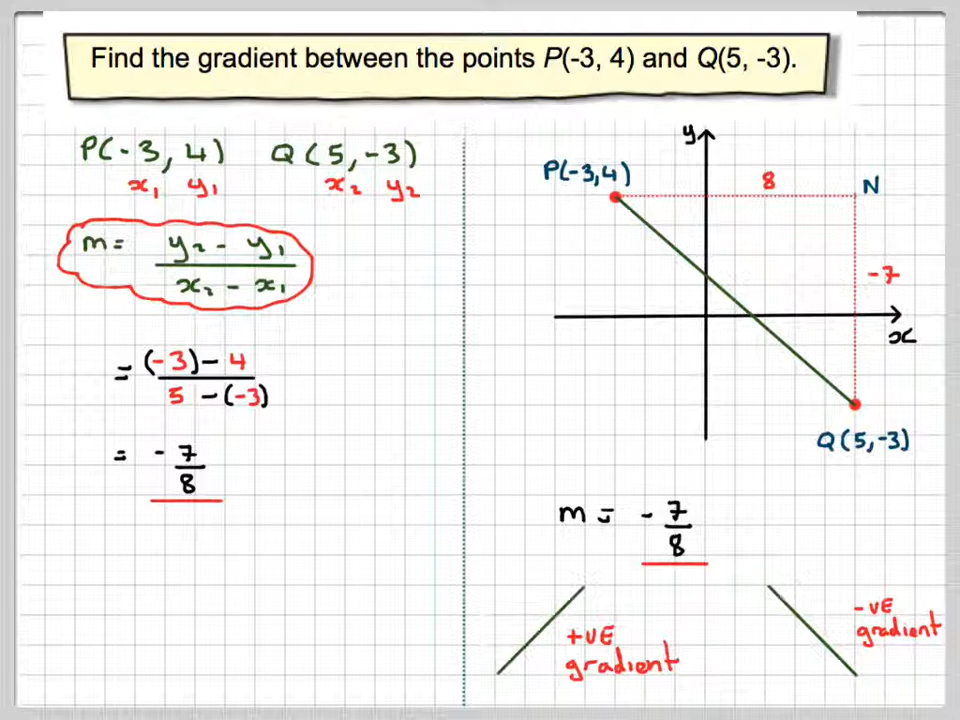 Find the gradient between the points P(-3, 4) and Q(5, -3).
P(-3, 4) Q(5, -3)
x₁ y₁ x₂ y₂
m = y₂ - y₁
x₂ - x₁
= (-3) - 4
5 - (-3)
= - 7
8
y
P(-3,4)
8
N
-7
x
Q(5,-3)
m = - 7
8
+VE
gradient
-VE
gradient